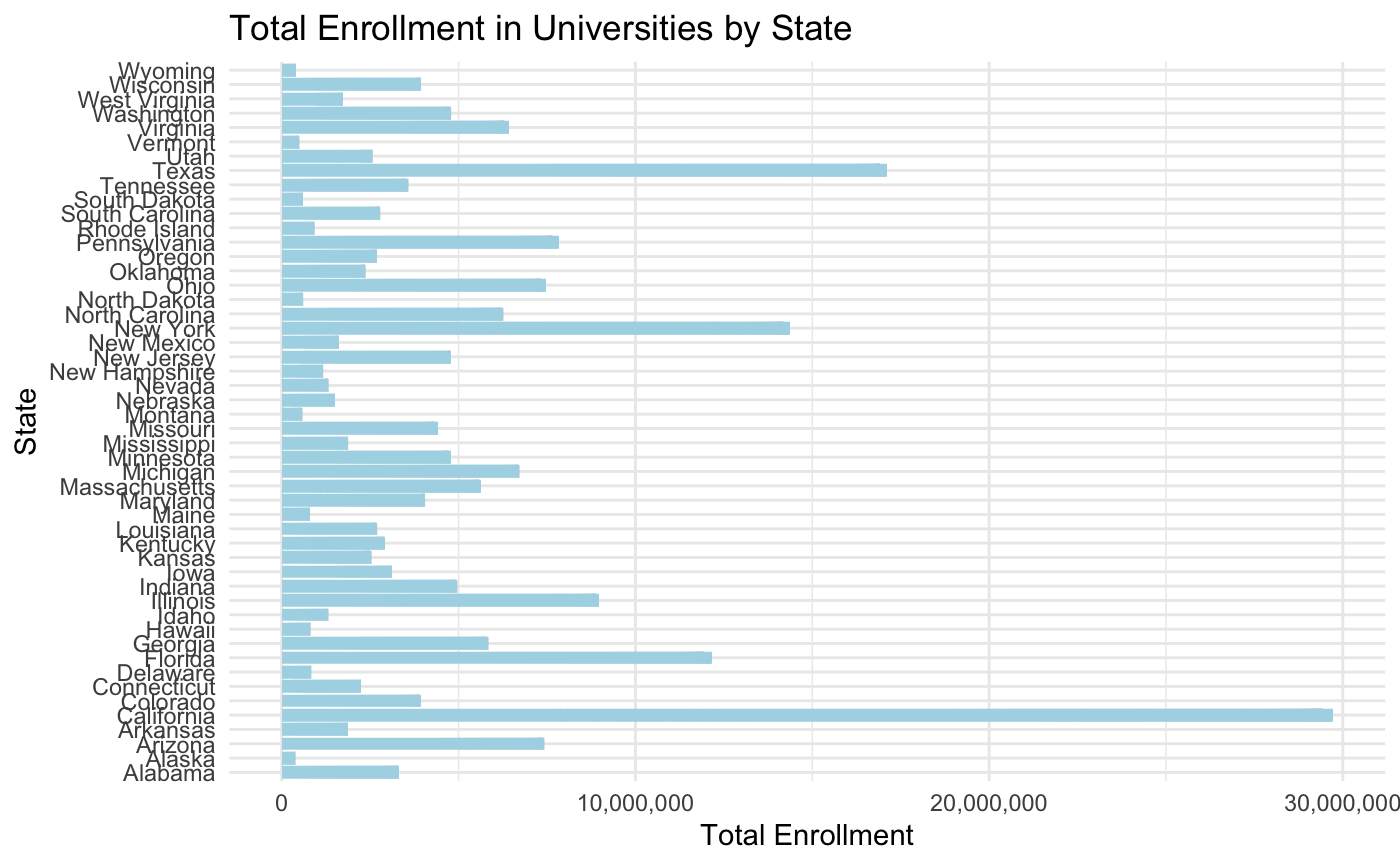 Total Enrollment in Universities by State
Wyoming
Wisconsin
West Virginia
Washington
Virginia
Vermont
Utah
Texas
Tennessee
South Dakota
South Carolina
Rhode Island
Pennsylvania
Oregon
Oklahoma
Ohio
North Dakota
North Carolina
New York
New Mexico
New Jersey
New Hampshire
Nevada
Nebraska
Montana
Missouri
Mississippi
Minnesota
Michigan
Massachusetts
Maryland
Maine
Louisiana
Kentucky
Kansas
Iowa
Indiana
Illinois
Idaho
Hawaii
Georgia
Florida
Delaware
Connecticut
Colorado
California
Arkansas
Arizona
Alaska
Alabama
State
0 10,000,000 20,000,000 30,000,000
Total Enrollment